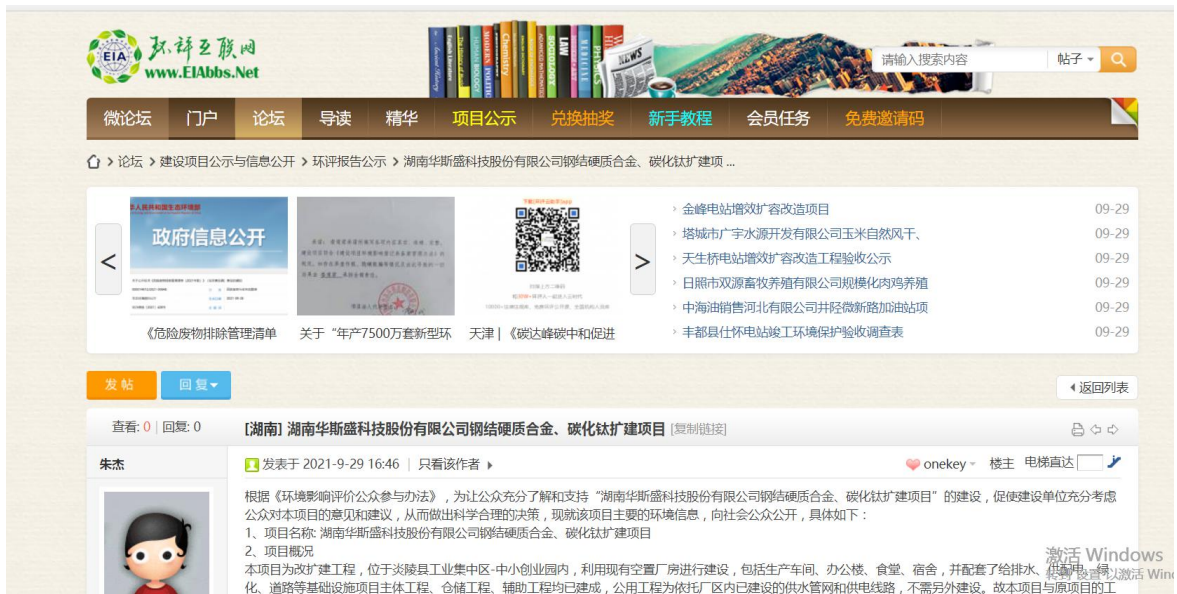 EIA
环评互联网
www.EIAbbs.Net
English Literature
MODERN POLITICS
HUMAN BIOLOGY
Chemistry
SOCIOLOGY
LAW
MEDICINE
PHYSICS
NEWS
请输入搜索内容
帖子
微论坛 门户 论坛 导读 精华 项目公示 兑换抽奖 新手教程 会员任务 免费邀请码
论坛 › 建设项目公示与信息公开 › 环评报告公示 › 湖南华斯盛科技股份有限公司钢结硬质合金、碳化钛扩建项 ...
政府信息公开
<
>
《危险废物排除管理清单
关于“年产7500万套新型环
天津 | 《碳达峰碳中和促进
金峰电站增效扩容改造项目 09-29
塔城市广宇水源开发有限公司玉米自然风干、 09-29
天生桥电站增效扩容改造工程验收公示 09-29
日照市双源畜牧养殖有限公司规模化肉鸡养殖 09-29
中海油销售河北有限公司井陉微新路加油站项 09-29
丰都县仕怀电站竣工环境保护验收调查表 09-29
发帖
回复
返回列表
查看: 0 | 回复: 0
[湖南] 湖南华斯盛科技股份有限公司钢结硬质合金、碳化钛扩建项目 [复制链接]
朱杰
发表于 2021-9-29 16:46 | 只看该作者
onekey 楼主 电梯直达
根据《环境影响评价公众参与办法》，为让公众充分了解和支持“湖南华斯盛科技股份有限公司钢结硬质合金、碳化钛扩建项目”的建设，促使建设单位充分考虑
公众对本项目的意见和建议，从而做出科学合理的决策，现就该项目主要的环境信息，向社会公众公开，具体如下：
1、项目名称: 湖南华斯盛科技股份有限公司钢结硬质合金、碳化钛扩建项目
2、项目概况
本项目为改扩建工程，位于炎陵县工业集中区-中小创业园内，利用现有空置厂房进行建设，包括生产车间、办公楼、食堂、宿舍，并配套了给排水、供配电、绿
化、道路等基础设施项目主体工程、仓储工程、辅助工程均已建成，公用工程为依托厂区内已建设的供水管网和供电线路，不需另外建设。故本项目与原项目的工
激活 Windows
转到“设置”以激活 Win